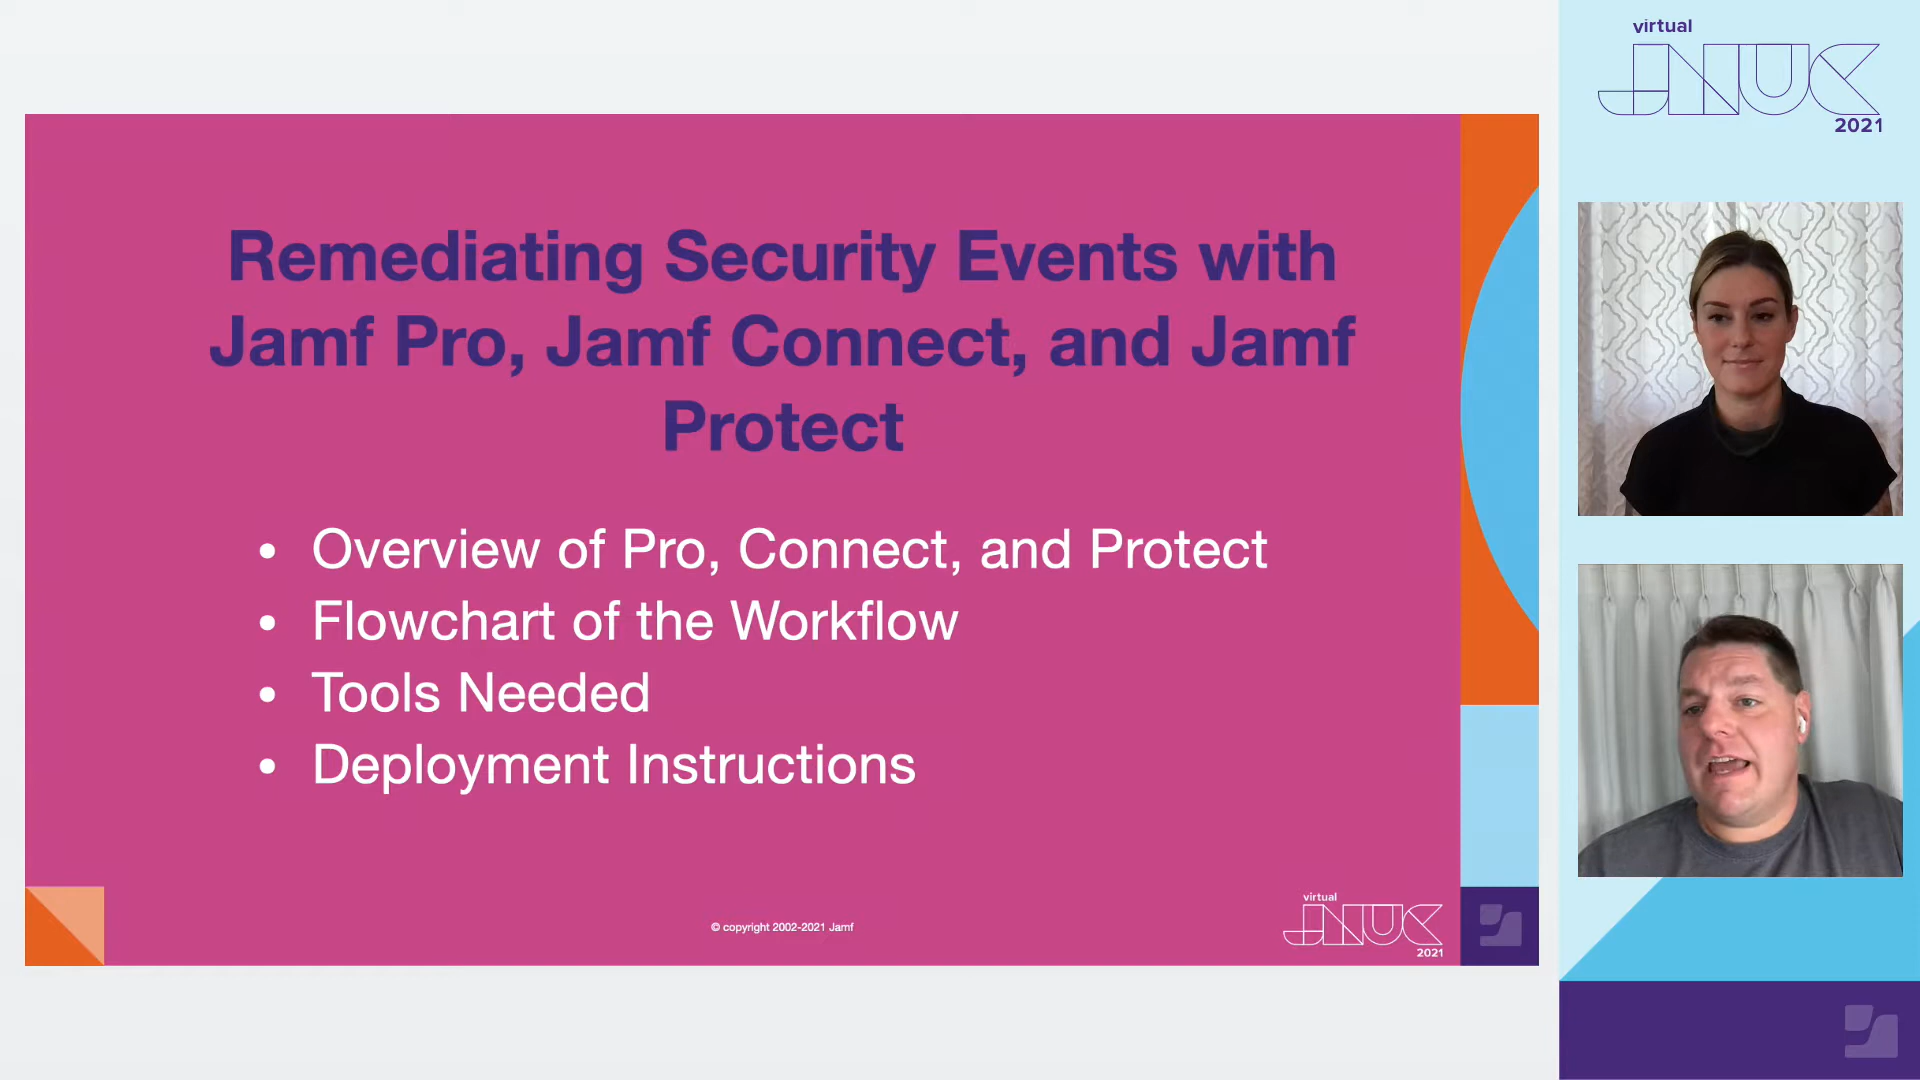 Remediating Security Events with
Jamf Pro, Jamf Connect, and Jamf
Protect
• Overview of Pro, Connect, and Protect
• Flowchart of the Workflow
• Tools Needed
• Deployment Instructions
© copyright 2002-2021 Jamf
virtual
JNUC
2021
virtual
JNUC
2021